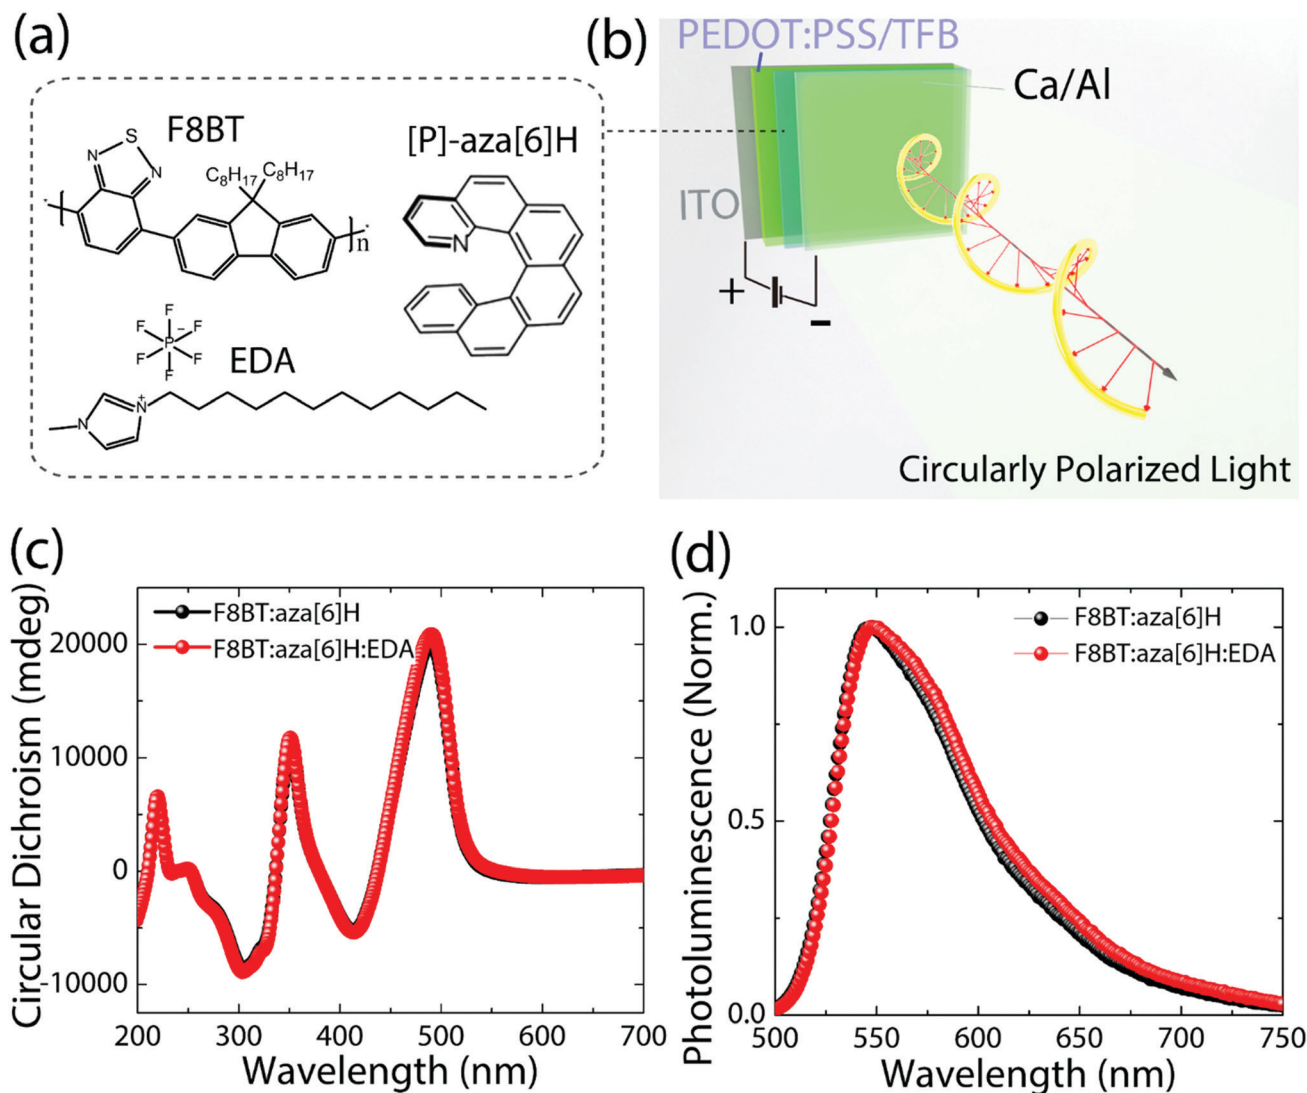 (a)
F8BT
[P]-aza[6]H
S
N
N
C8H17
C8H17
n
N
F
F
F
P
−
F
F
F
EDA
N
+
N
(b)
PEDOT:PSS/TFB
Ca/Al
ITO
+
-
Circularly Polarized Light
(c)
Circular Dichroism (mdeg)
F8BT:aza[6]H
F8BT:aza[6]H:EDA
20000
10000
0
-10000
200
300
400
500
600
700
Wavelength (nm)
(d)
Photoluminescence (Norm.)
F8BT:aza[6]H
F8BT:aza[6]H:EDA
1.0
0.5
0.0
500
550
600
650
700
750
Wavelength (nm)